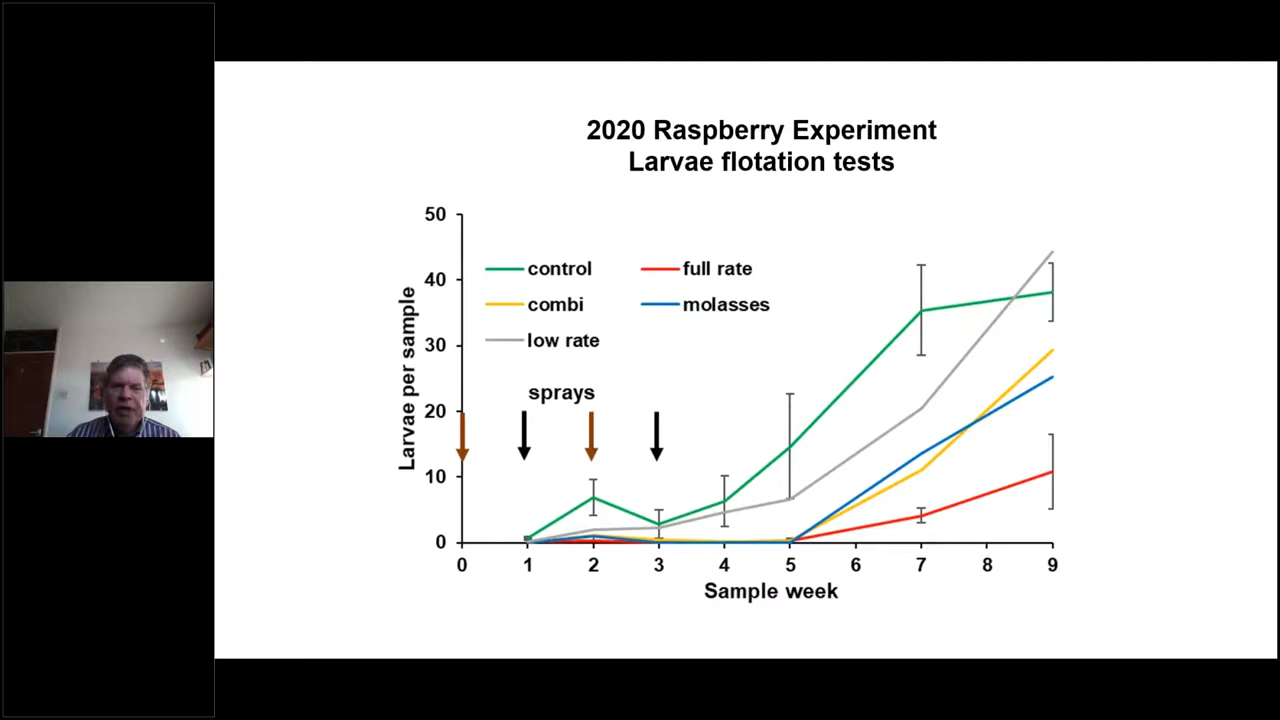 2020 Raspberry Experiment
Larvae flotation tests
50
40
30
20
10
0
Larvae per sample
control
full rate
combi
molasses
low rate
sprays
0 1 2 3 4 5 6 7 8 9
Sample week